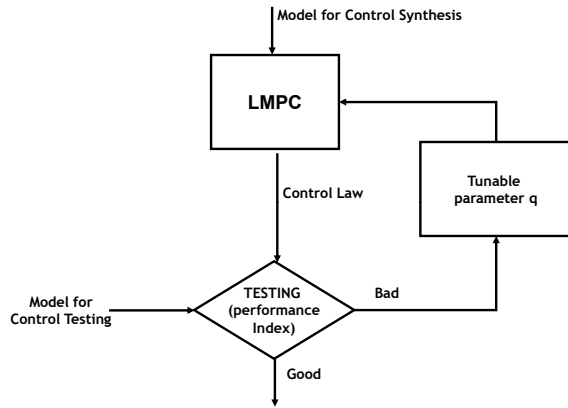 Model for Control Synthesis
LMPC
Tunable
parameter q
Control Law
TESTING
(performance
Index)
Model for
Control Testing
Bad
Good